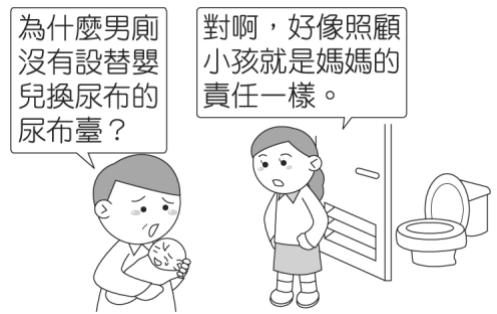 為什麼男廁
沒有設替嬰
兒換尿布的
尿布臺？
對啊，好像照顧
小孩就是媽媽的
責任一樣。